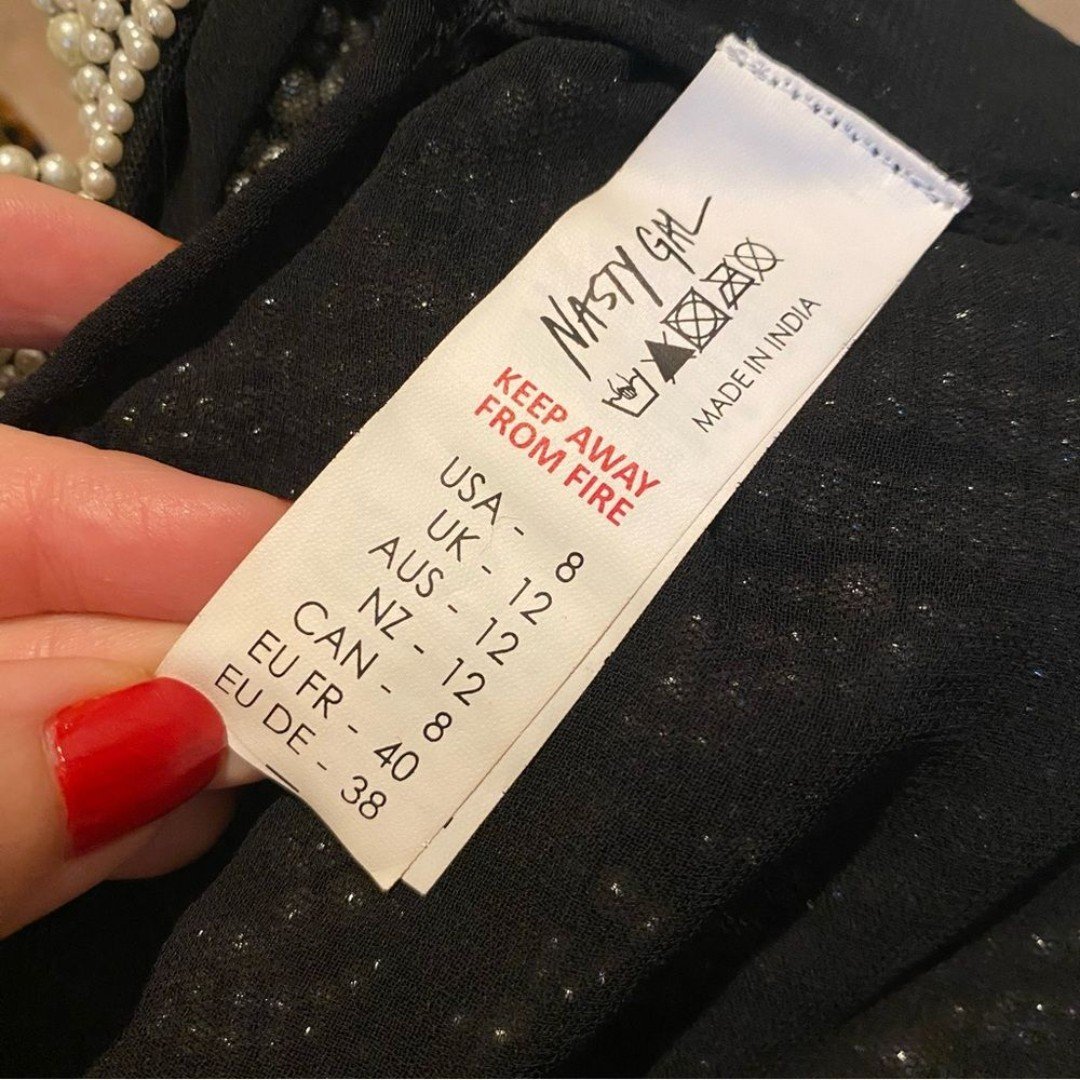 NASTY GAL
MADE IN INDIA
KEEP AWAY
FROM FIRE
USA - 8
UK - 12
AUS - 12
NZ - 12
CAN - 8
EU FR - 40
EU DE - 38